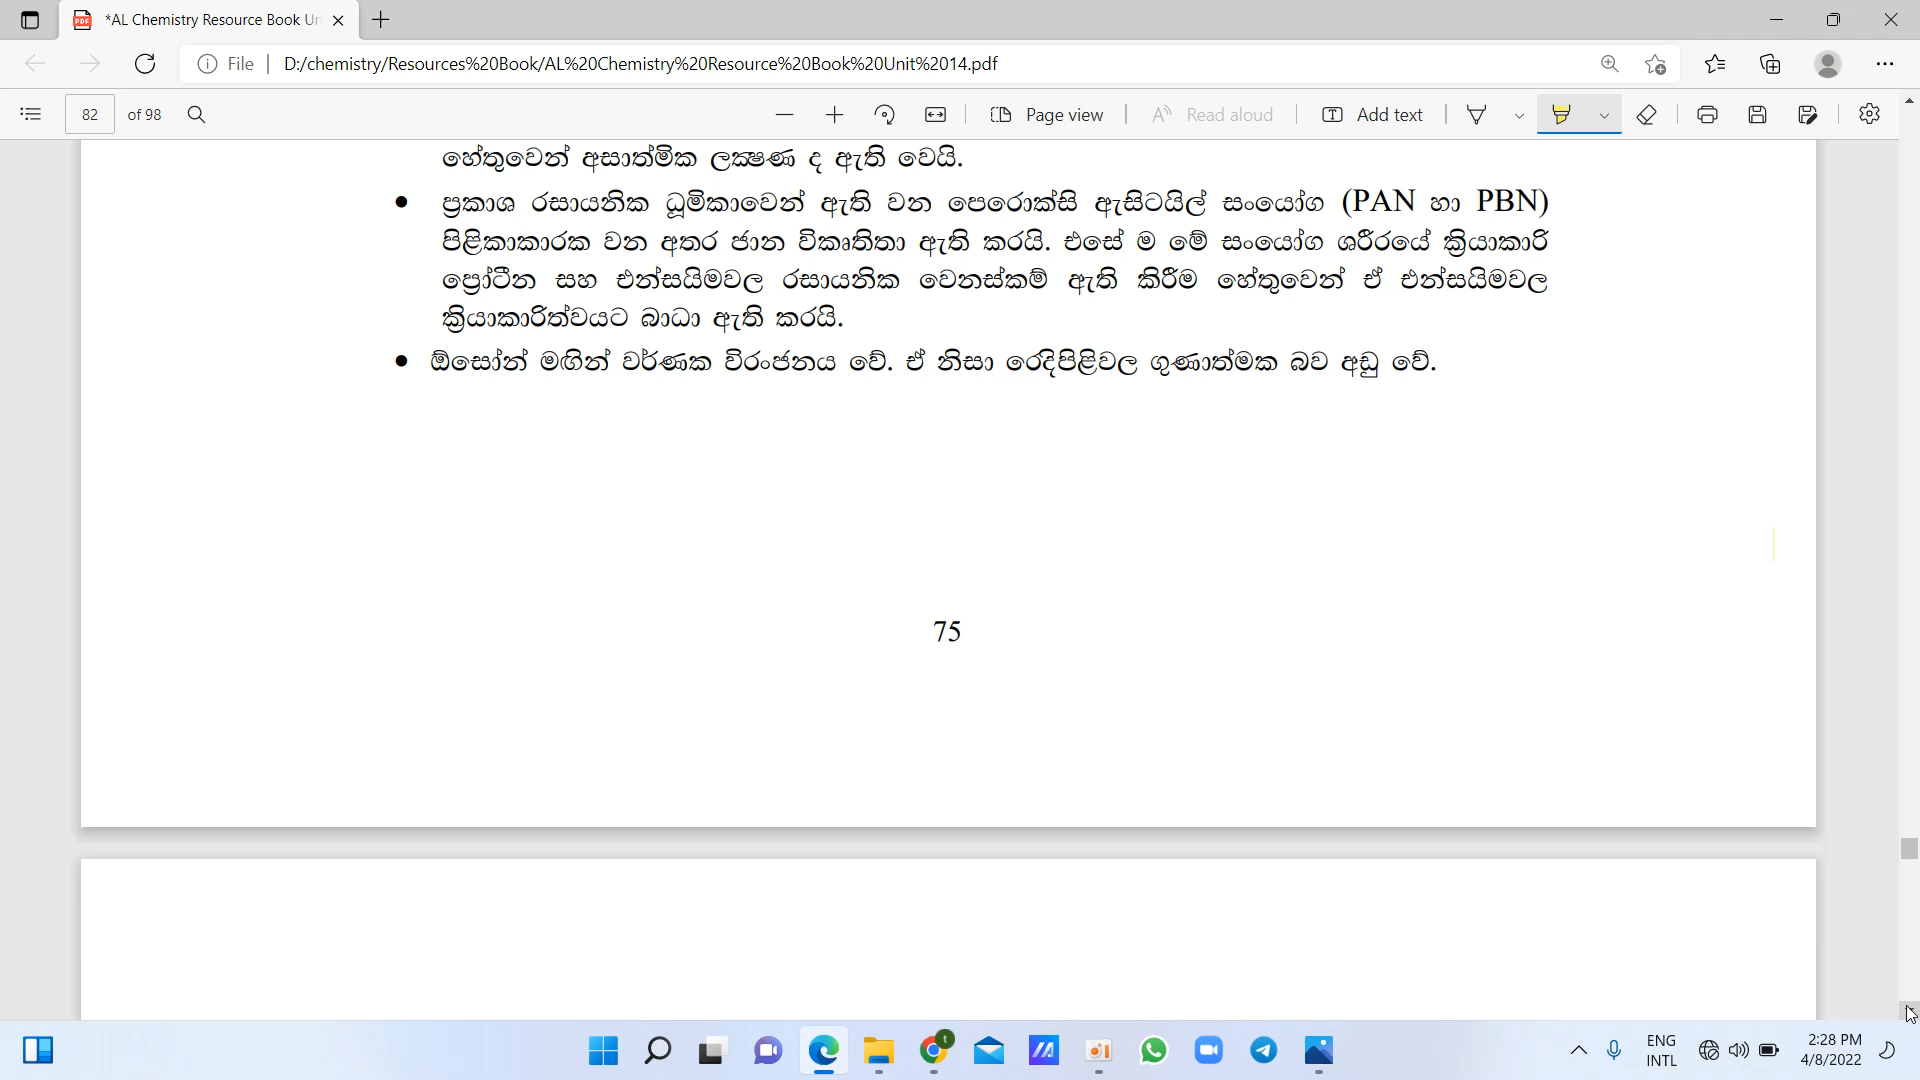 *AL Chemistry Resource Book Un
File
D:/chemistry/Resources%20Book/AL%20Chemistry%20Resource%20Book%20Unit%2014.pdf
82 of 98
Page view
Read aloud
Add text
හේතුවෙන් අසාත්මික ලක්‍ෂණ ද ඇති වෙයි.
• ප්‍රකාශ රසායනික ධූමිකාවෙන් ඇති වන පෙරොක්සි ඇසිටයිල් සංයෝග (PAN හා PBN)
පිළිකාකාරක වන අතර ජාන විකෘතිතා ඇති කරයි. එසේ ම මේ සංයෝග ශරීරයේ ක්‍රියාකාරි
ප්‍රෝටීන සහ එන්සයිමවල රසායනික වෙනස්කම් ඇති කිරීම හේතුවෙන් ඒ එන්සයිමවල
ක්‍රියාකාරිත්වයට බාධා ඇති කරයි.
• ඕසෝන් මඟින් වර්ණක විරංජනය වේ. ඒ නිසා රෙදිපිළිවල ගුණාත්මක බව අඩු වේ.
75
ENG
INTL
2:28 PM
4/8/2022